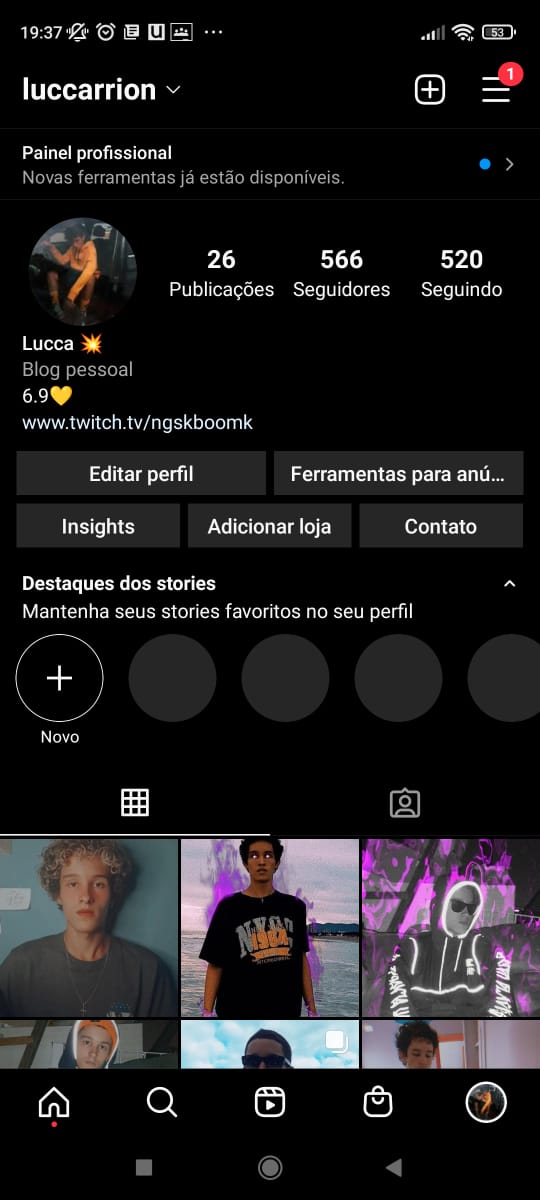 19:37
53
luccarrion
1
Painel profissional
Novas ferramentas já estão disponíveis.
26
566
520
Publicações
Seguidores
Seguindo
Lucca 💥
Blog pessoal
6.9💛
www.twitch.tv/ngskboomk
Editar perfil
Ferramentas para anú...
Insights
Adicionar loja
Contato
Destaques dos stories
Mantenha seus stories favoritos no seu perfil
Novo